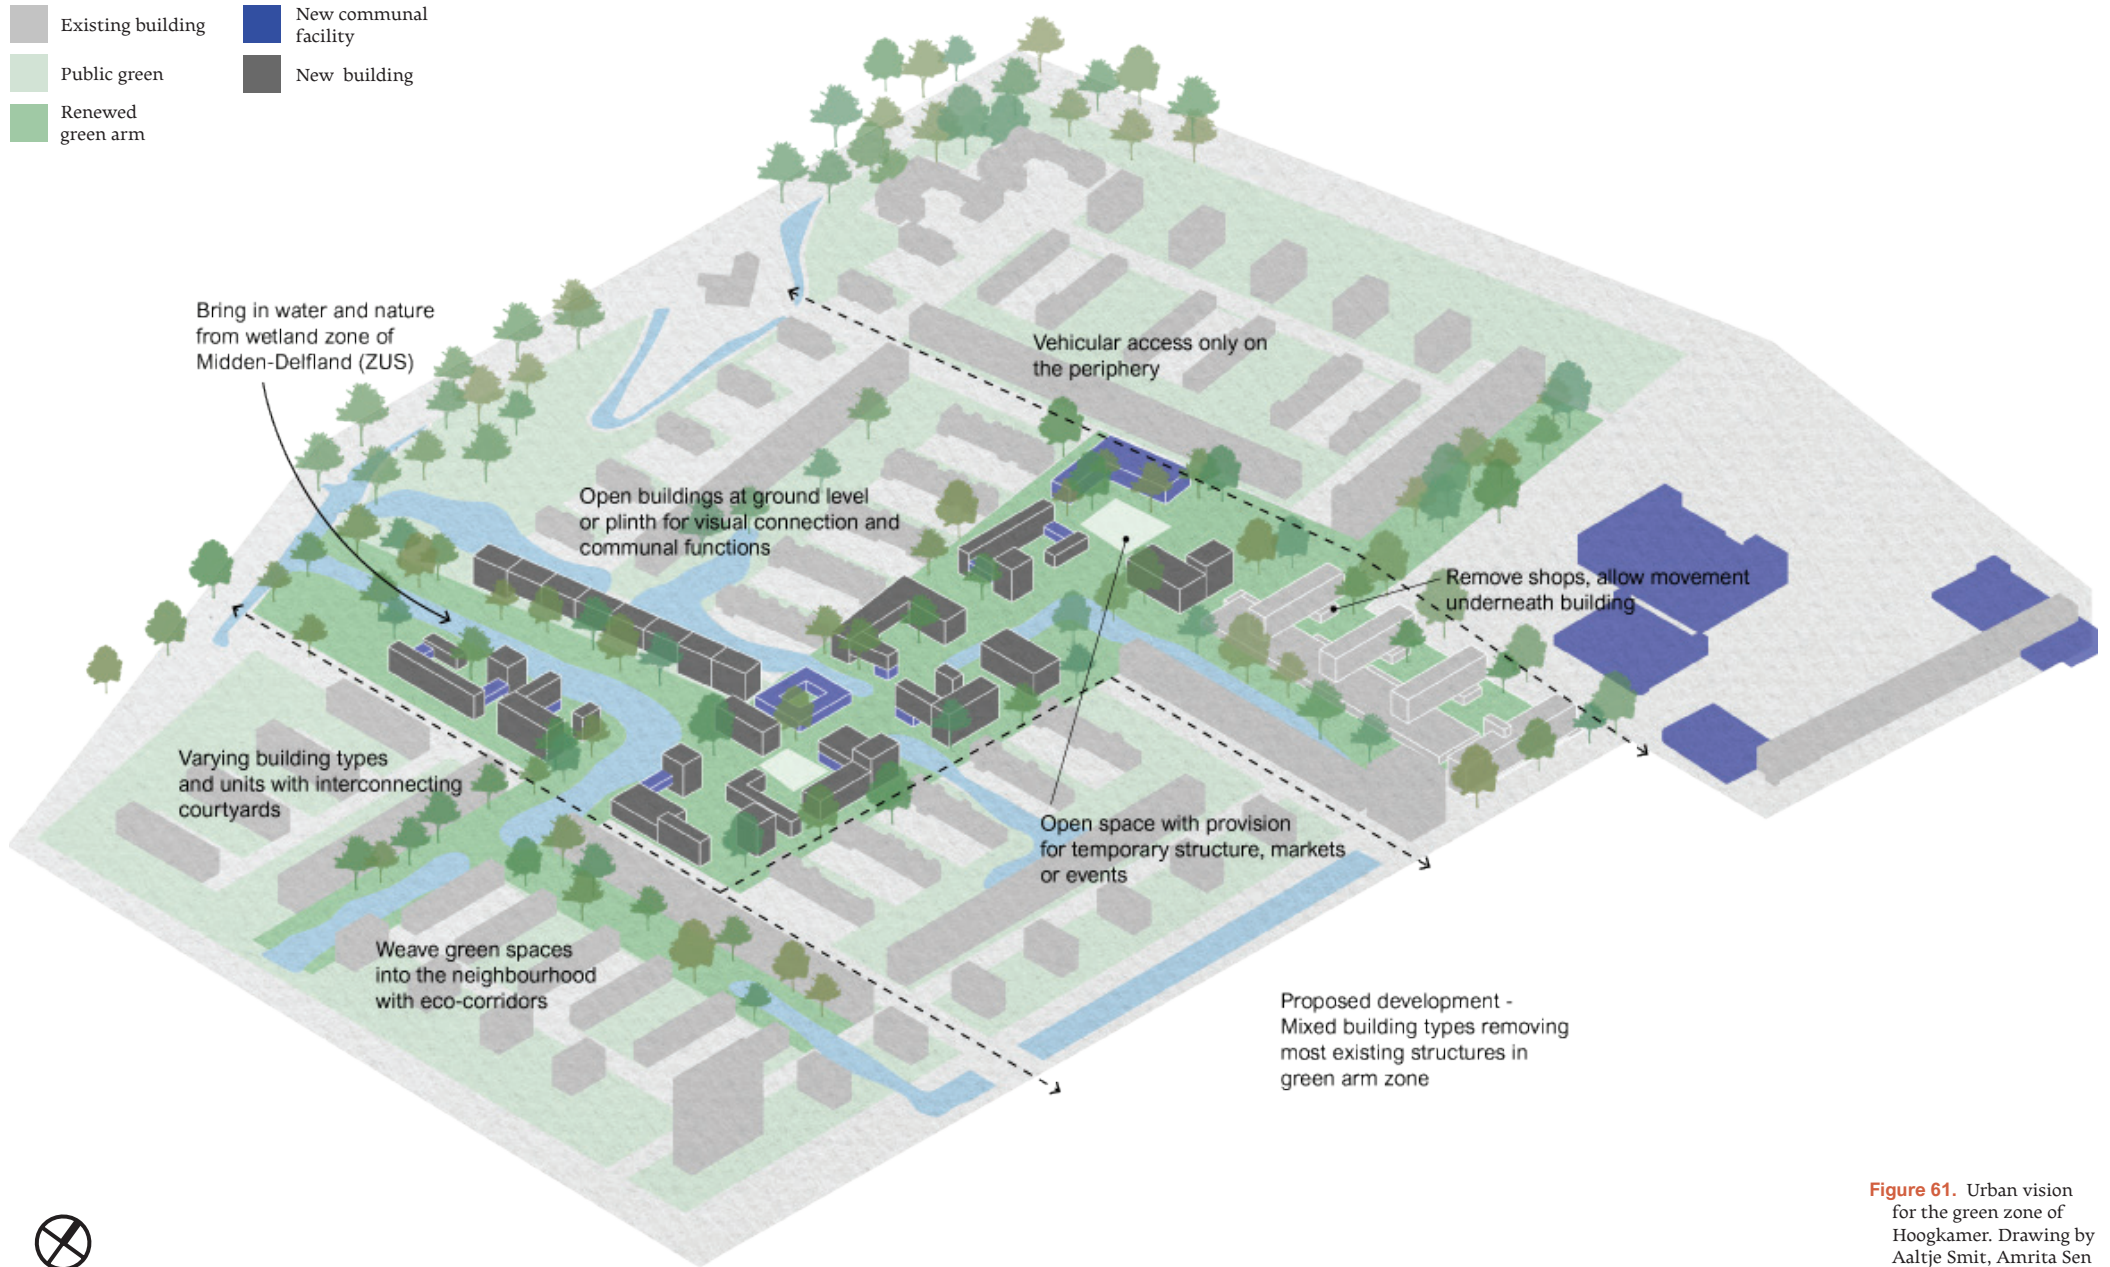 Existing building
Public green
Renewed
green arm
New communal
facility
New building
Bring in water and nature
from wetland zone of
Midden-Delfland (ZUS)
Vehicular access only on
the periphery
Open buildings at ground level
or plinth for visual connection and
communal functions
Remove shops, allow movement
underneath building
Varying building types
and units with interconnecting
courtyards
Open space with provision
for temporary structure, markets
or events
Weave green spaces
into the neighbourhood
with eco-corridors
Proposed development -
Mixed building types removing
most existing structures in
green arm zone
Figure 61. Urban vision
for the green zone of
Hoogkamer. Drawing by
Aaltje Smit, Amrita Sen